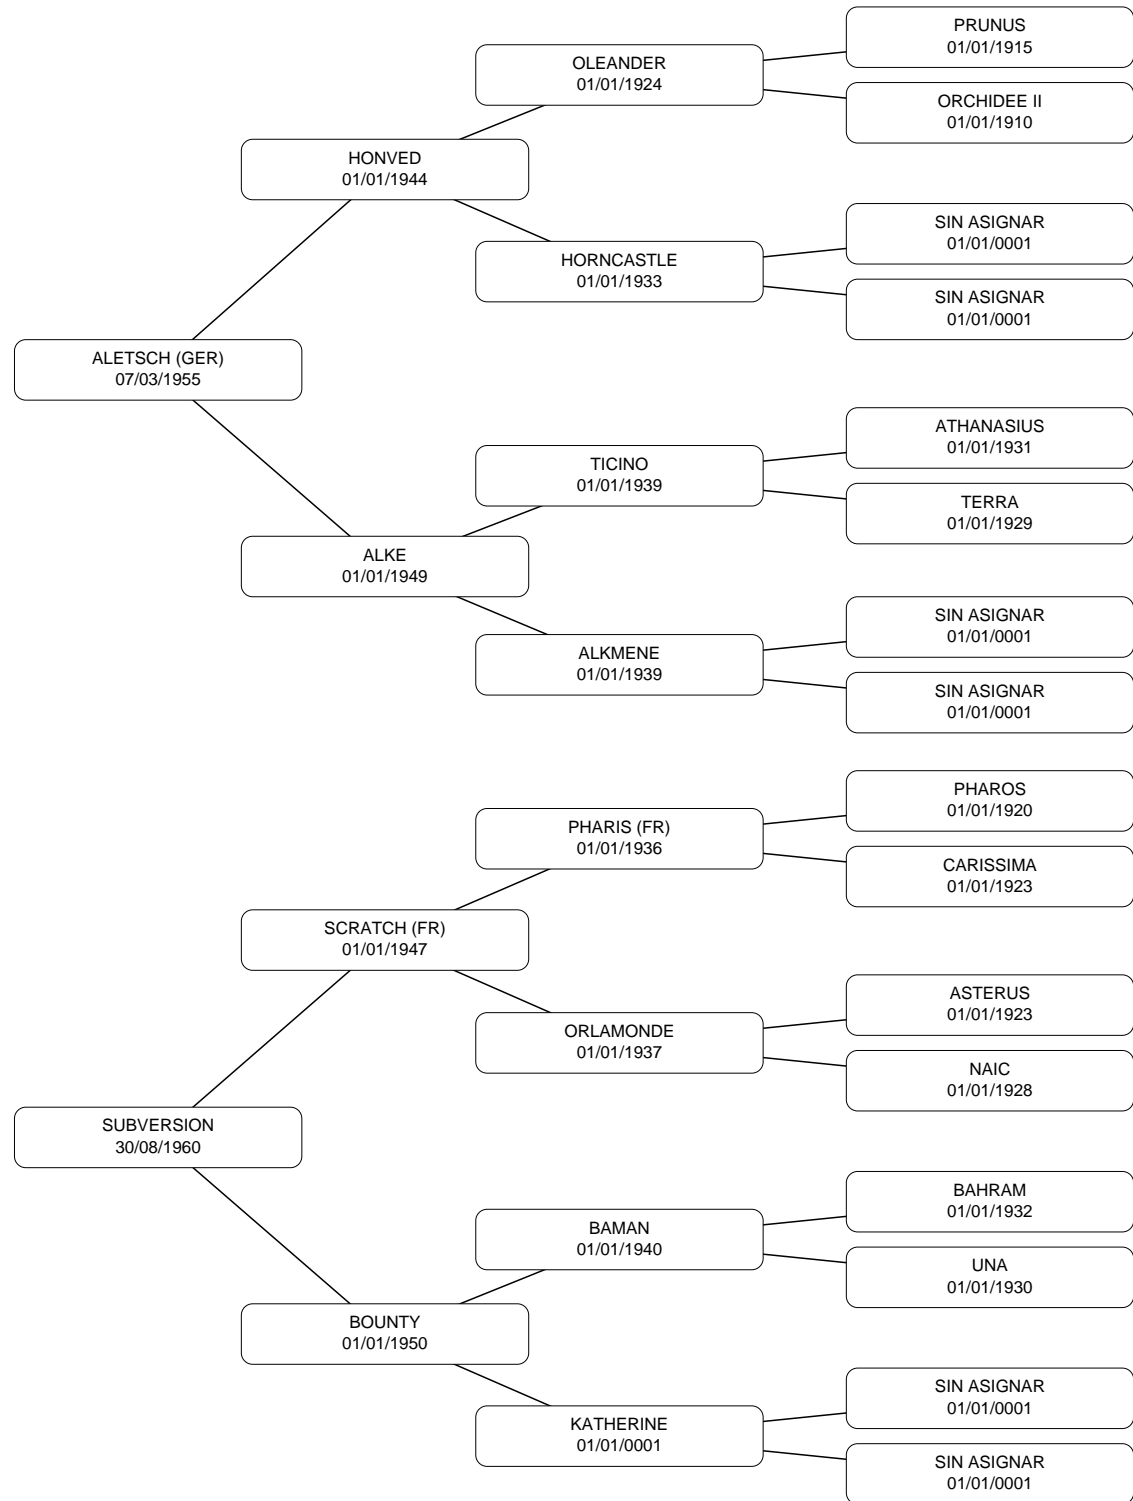 PRUNUS
01/01/1915
OLEANDER
01/01/1924
ORCHIDEE II
01/01/1910
HONVED
01/01/1944
SIN ASIGNAR
01/01/0001
HORNCASTLE
01/01/1933
SIN ASIGNAR
01/01/0001
ALETSCH (GER)
07/03/1955
ATHANASIUS
01/01/1931
TICINO
01/01/1939
TERRA
01/01/1929
ALKE
01/01/1949
SIN ASIGNAR
01/01/0001
ALKMENE
01/01/1939
SIN ASIGNAR
01/01/0001
PHAROS
01/01/1920
PHARIS (FR)
01/01/1936
CARISSIMA
01/01/1923
SCRATCH (FR)
01/01/1947
ASTERUS
01/01/1923
ORLAMONDE
01/01/1937
NAIC
01/01/1928
SUBVERSION
30/08/1960
BAHRAM
01/01/1932
BAMAN
01/01/1940
UNA
01/01/1930
BOUNTY
01/01/1950
SIN ASIGNAR
01/01/0001
KATHERINE
01/01/0001
SIN ASIGNAR
01/01/0001